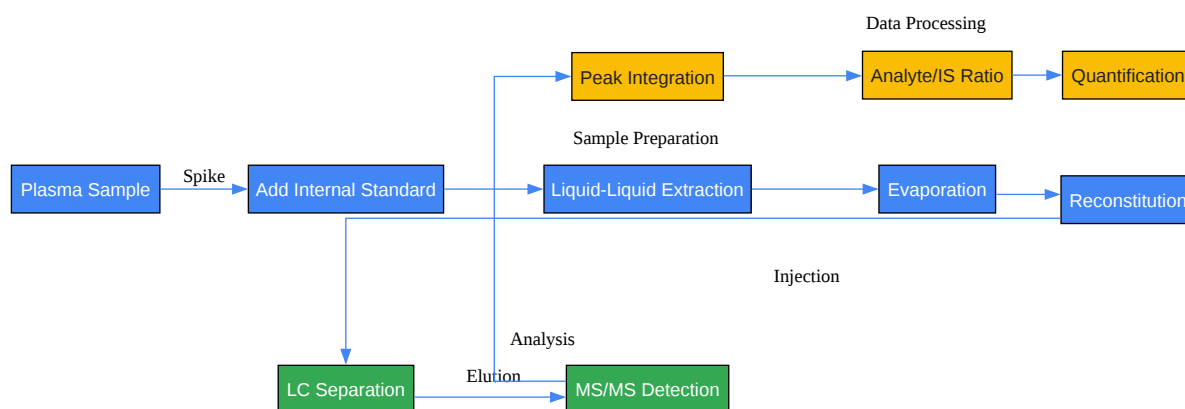 Data Processing
Peak Integration
Analyte/IS Ratio
Quantification
Sample Preparation
Plasma Sample
Spike
Add Internal Standard
Liquid-Liquid Extraction
Evaporation
Reconstitution
Injection
Analysis
LC Separation
Elution
MS/MS Detection